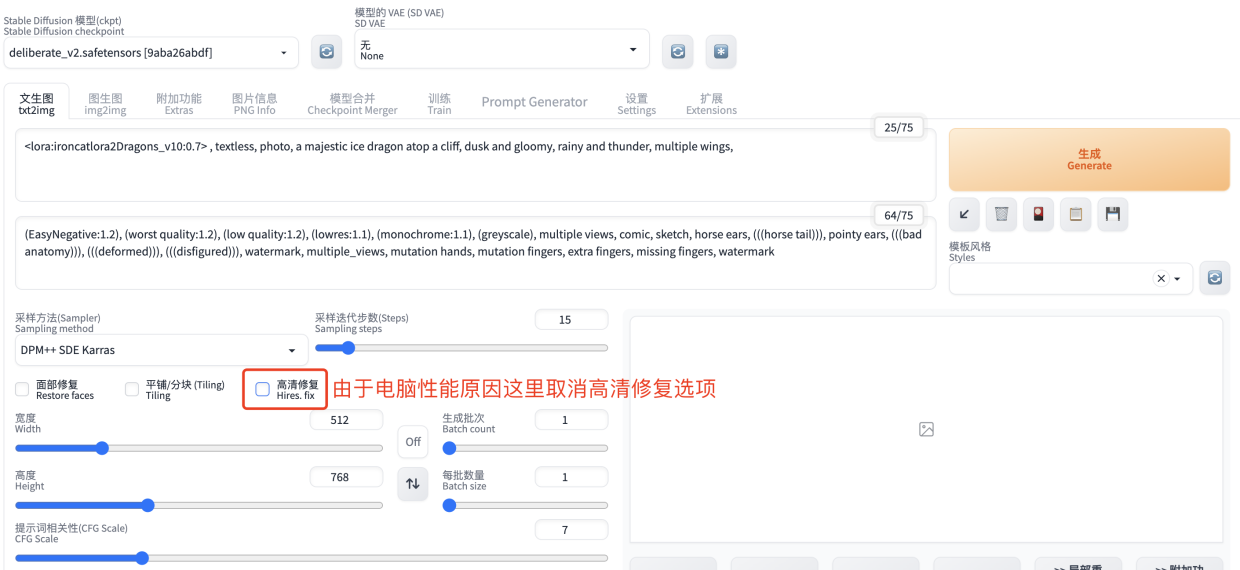 Stable Diffusion 模型(ckpt)
Stable Diffusion checkpoint
模型的 VAE (SD VAE)
SD VAE
deliberate_v2.safetensors [9aba26abdf]
无
None
文生图
txt2img
图生图
img2img
附加功能
Extras
图片信息
PNG Info
模型合并
Checkpoint Merger
训练
Train
Prompt Generator
设置
Settings
扩展
Extensions
25/75
<lora:ironcatlora2Dragons_v10:0.7> , textless, photo, a majestic ice dragon atop a cliff, dusk and gloomy, rainy and thunder, multiple wings,
生成
Generate
64/75
(EasyNegative:1.2), (worst quality:1.2), (low quality:1.2), (lowres:1.1), (monochrome:1.1), (greyscale), multiple views, comic, sketch, horse ears, (((horse tail))), pointy ears, (((bad
anatomy))), (((deformed))), (((disfigured))), watermark, multiple_views, mutation hands, mutation fingers, extra fingers, missing fingers, watermark
模板风格
Styles
采样方法(Sampler)
Sampling method
DPM++ SDE Karras
采样迭代步数(Steps)
Sampling steps
15
面部修复
Restore faces
平铺/分块 (Tiling)
Tiling
高清修复
Hires. fix
由于电脑性能原因这里取消高清修复选项
宽度
Width
512
Off
生成批次
Batch count
1
高度
Height
768
每批数量
Batch size
1
提示词相关性(CFG Scale)
CFG Scale
7
>> 局部重
>> 附加功